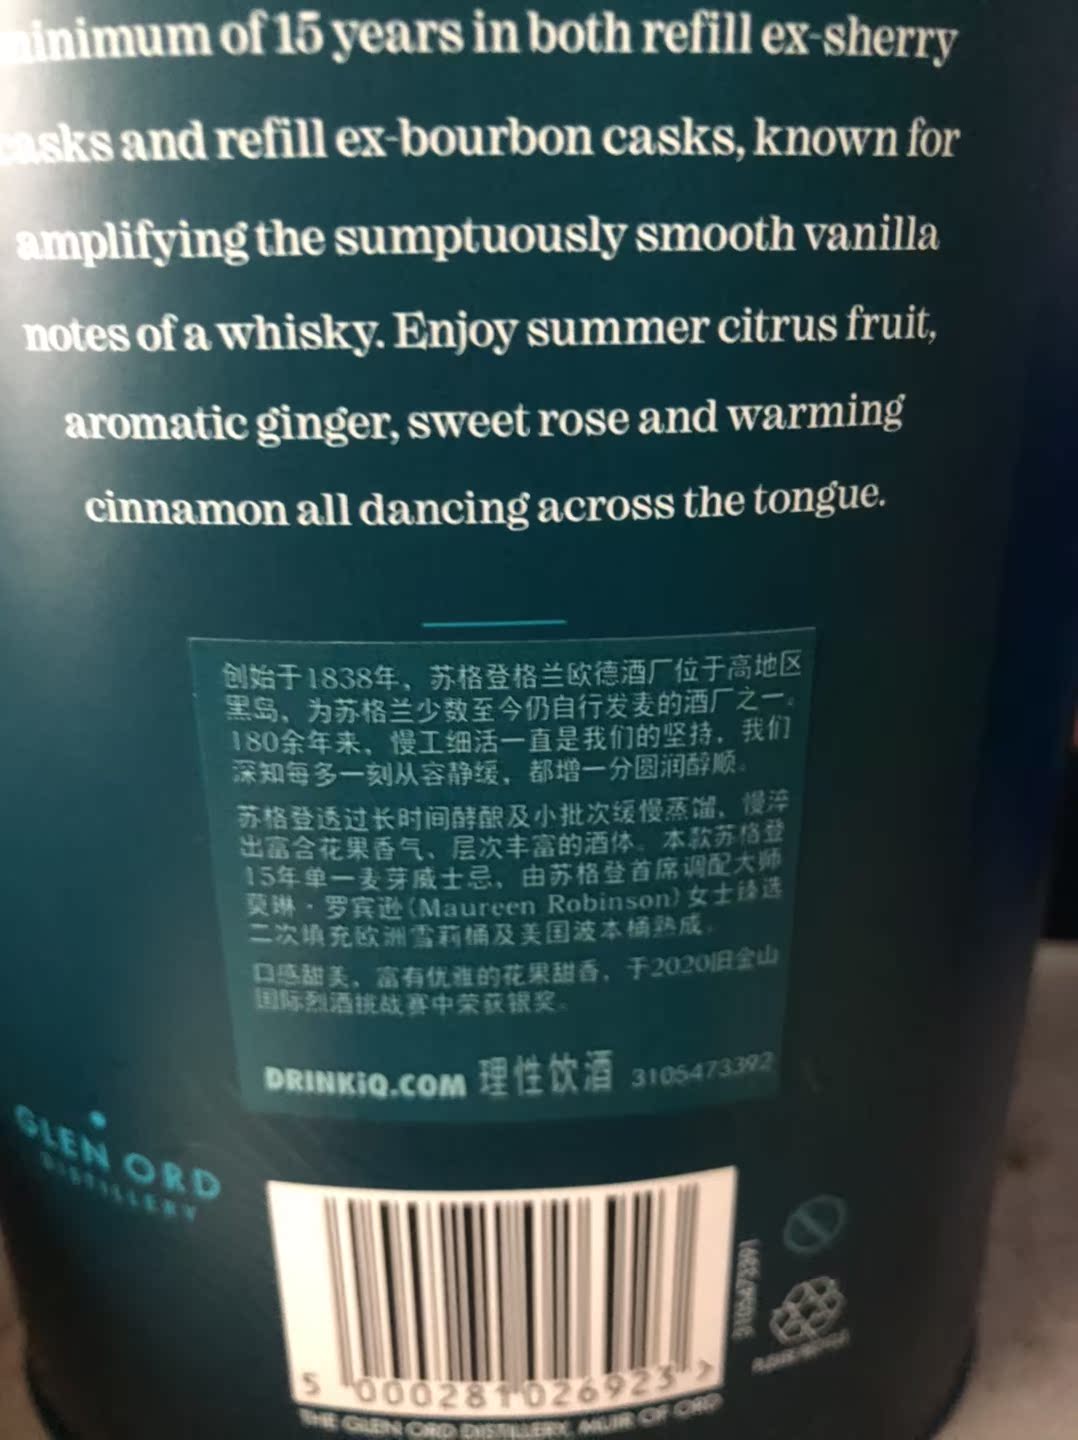 minimum of 15 years in both refill ex-sherry
casks and refill ex-bourbon casks, known for
amplifying the sumptuously smooth vanilla
notes of a whisky. Enjoy summer citrus fruit,
aromatic ginger, sweet rose and warming
cinnamon all dancing across the tongue.
创始于1838年、苏格登格兰欧德酒厂位于高地区
黑岛、为苏格兰少数至今仍自行发麦的酒厂之一。
180余年来、慢工细活一直是我们的坚持，我们
深知每多一刻从容静缓，都增一分圆润醇顺。
苏格登透过长时间酵酿及小批次缓慢蒸馏，慢淬
出富含花果香气、层次丰富的酒体。本款苏格登
15年单一麦芽威士忌，由苏格登首席调配大师
莫琳·罗宾逊(Maureen Robinson)女士臻选
二次填充欧洲雪莉桶及美国波本桶熟成。
口感甜美，富有优雅的花果甜香，于2020旧金山
国际烈酒挑战赛中荣获银奖。
DRINKiQ.COM 理性饮酒 3105473392
GLEN ORD
DISTILLERY
5 000281 026923 >
THE GLEN ORD DISTILLERY, MUIR OF ORD
31054733991
PLEASE RECYCLE